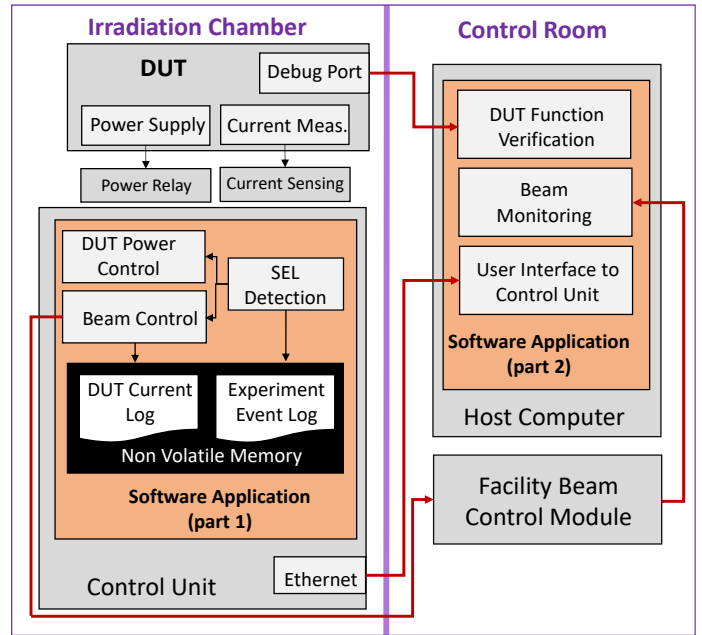 Irradiation Chamber
DUT
Debug Port
Power Supply
Current Meas.
Power Relay
Current Sensing
DUT Power
Control
SEL
Detection
Beam Control
DUT Current
Log
Experiment
Event Log
Non Volatile Memory
Software Application
(part 1)
Ethernet
Control Unit
Control Room
DUT Function
Verification
Beam
Monitoring
User Interface to
Control Unit
Software Application
(part 2)
Host Computer
Facility Beam
Control Module